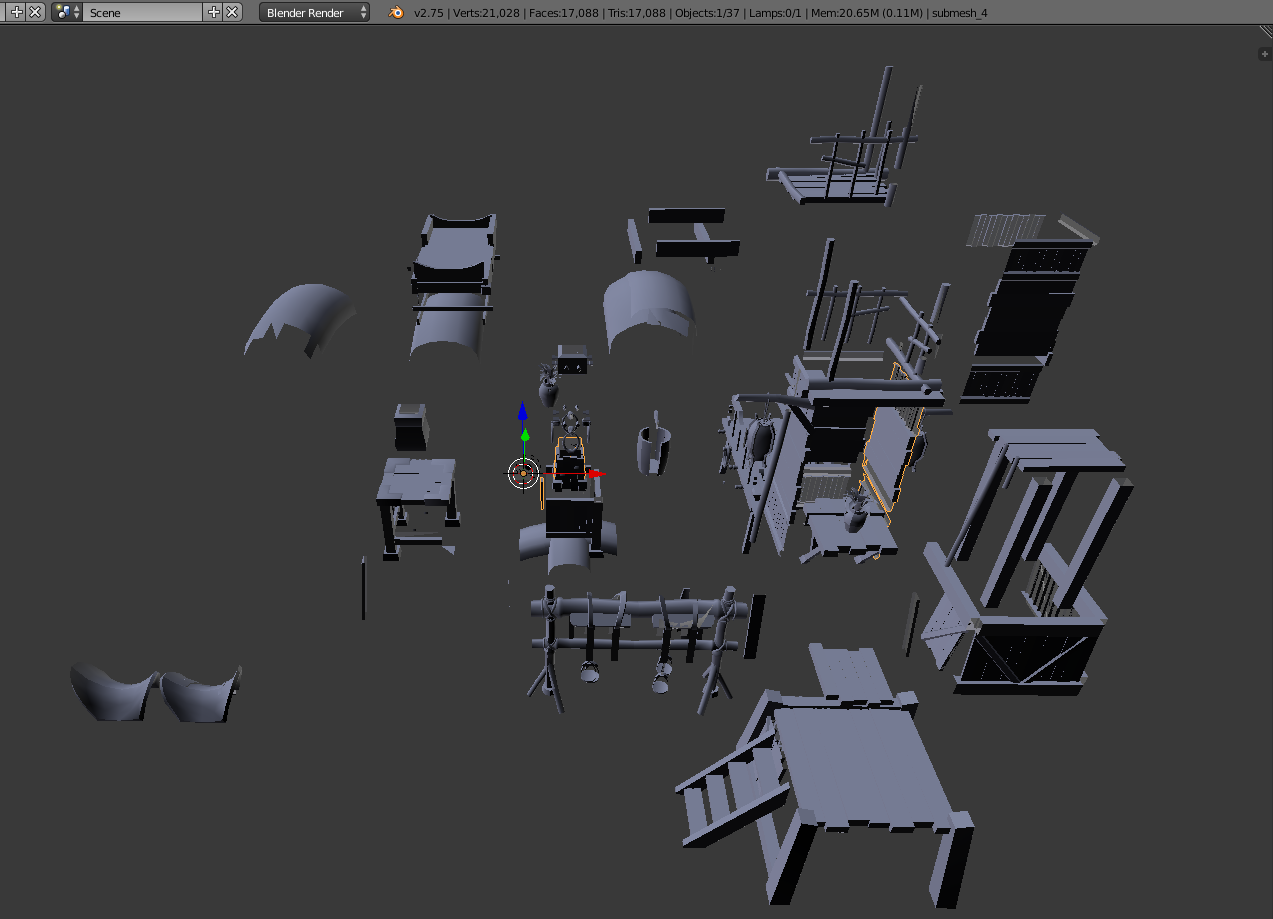 Scene Blender Render v2.75 | Verts:21,028 | Faces:17,088 | Tris:17,088 | Objects:1/37 | Lamps:0/1 | Mem:20.65M (0.11M) | submesh_4